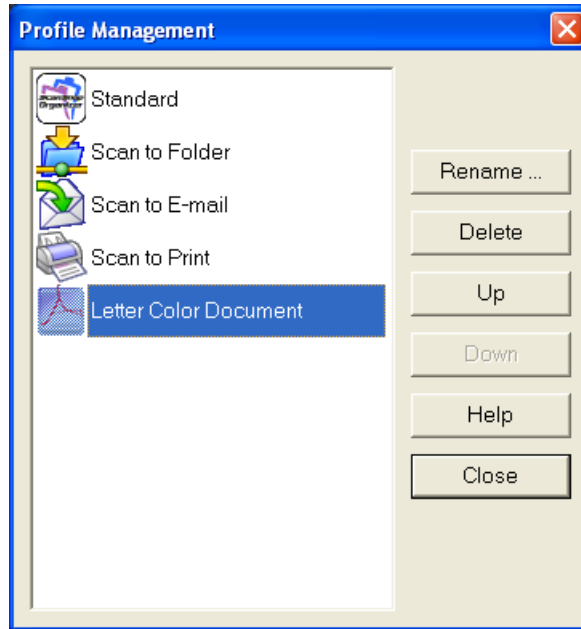 Profile Management
Standard
Scan to Folder
Scan to E-mail
Scan to Print
Letter Color Document
Rename ...
Delete
Up
Down
Help
Close